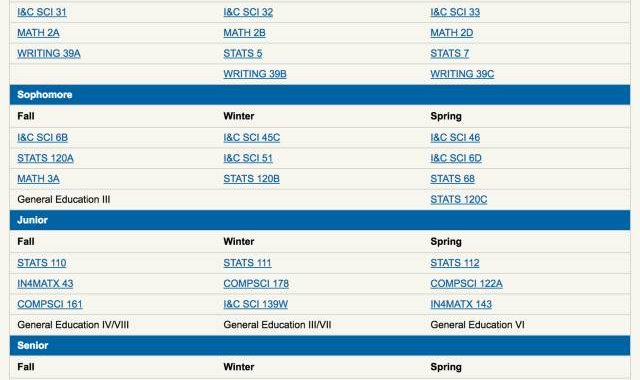 I&C SCI 31 I&C SCI 32 I&C SCI 33
MATH 2A MATH 2B MATH 2D
WRITING 39A STATS 5 STATS 7
WRITING 39B WRITING 39C
Sophomore
Fall Winter Spring
I&C SCI 6B I&C SCI 45C I&C SCI 46
STATS 120A I&C SCI 51 I&C SCI 6D
MATH 3A STATS 120B STATS 68
General Education III STATS 120C
Junior
Fall Winter Spring
STATS 110 STATS 111 STATS 112
IN4MATX 43 COMPSCI 178 COMPSCI 122A
COMPSCI 161 I&C SCI 139W IN4MATX 143
General Education IV/VIII General Education III/VII General Education VI
Senior
Fall Winter Spring